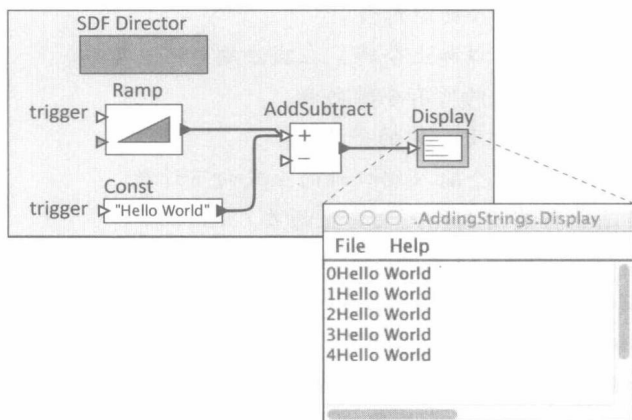 SDF Director
Ramp
trigger
AddSubtract
+
−
Display
Const
trigger
"Hello World"
.AddingStrings.Display
File Help
0Hello World
1Hello World
2Hello World
3Hello World
4Hello World